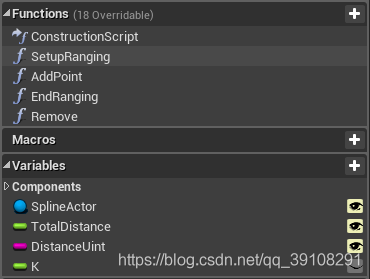 Functions (18 Overridable)
ConstructionScript
SetupRanging
AddPoint
EndRanging
Remove
Macros
Variables
Components
SplineActor
TotalDistance
DistanceUint
https://blog.csdn.net/qq_39108291
K